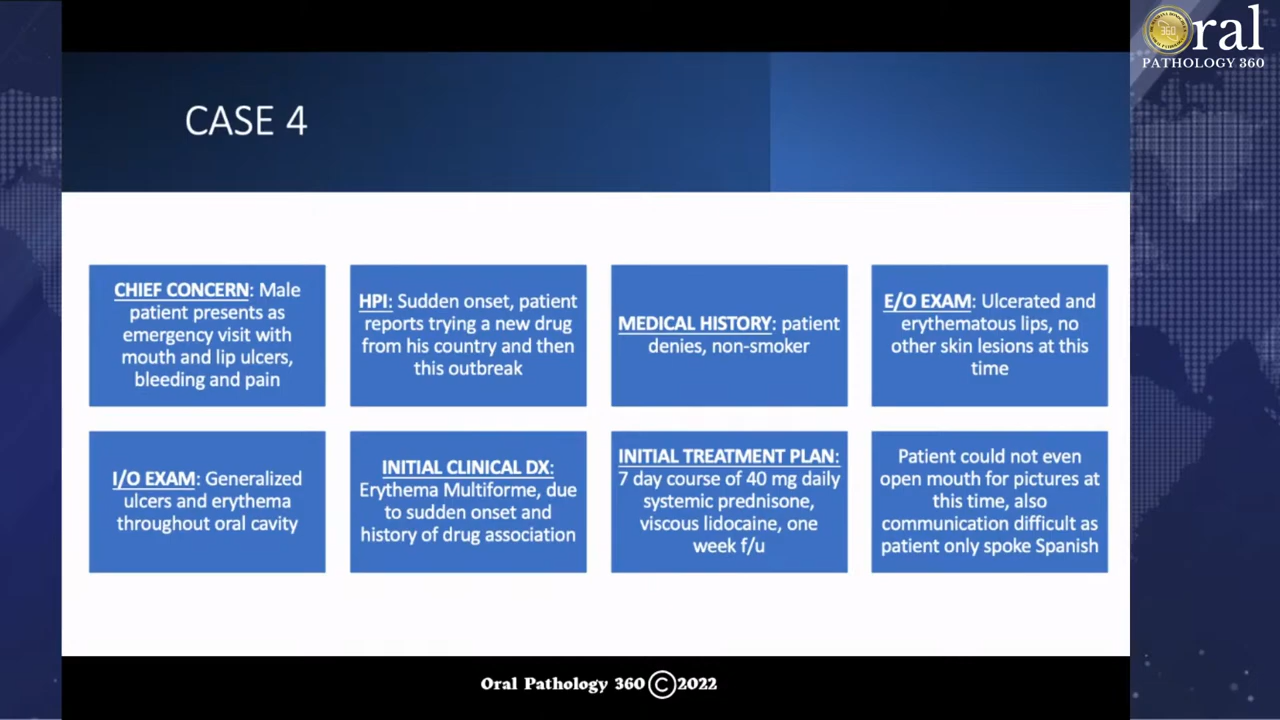 Oral
PATHOLOGY 360
CASE 4
CHIEF CONCERN: Male
patient presents as
emergency visit with
mouth and lip ulcers,
bleeding and pain
HPI: Sudden onset, patient
reports trying a new drug
from his country and then
this outbreak
MEDICAL HISTORY: patient
denies, non-smoker
E/O EXAM: Ulcerated and
erythematous lips, no
other skin lesions at this
time
I/O EXAM: Generalized
ulcers and erythema
throughout oral cavity
INITIAL CLINICAL DX:
Erythema Multiforme, due
to sudden onset and
history of drug association
INITIAL TREATMENT PLAN:
7 day course of 40 mg daily
systemic prednisone,
viscous lidocaine, one
week f/u
Patient could not even
open mouth for pictures at
this time, also
communication difficult as
patient only spoke Spanish
Oral Pathology 360 © 2022